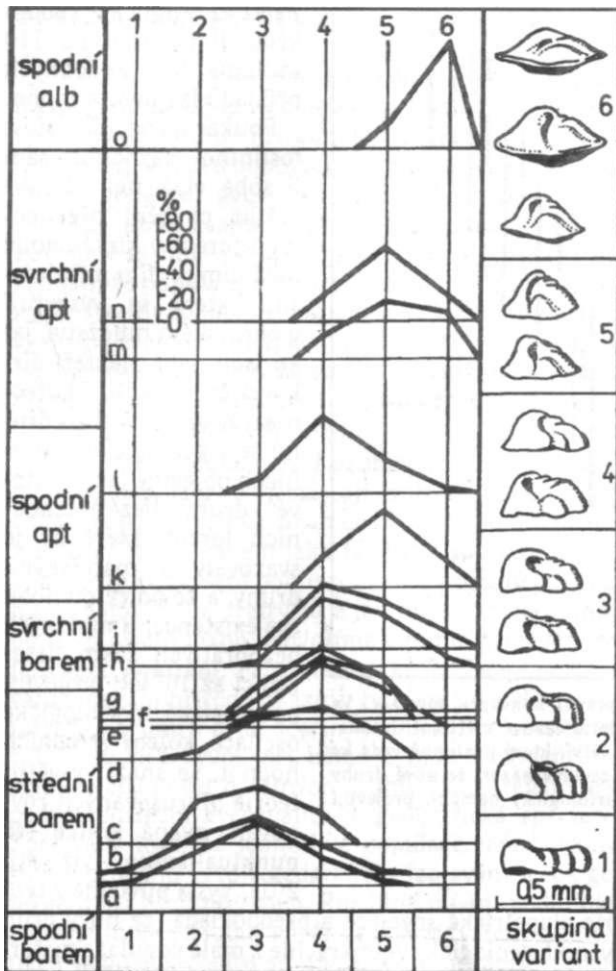 1 2 3 4 5 6
spodní
alb
o
6
%
80
60
40
20
0
svrchní
apt
n
m
5
l
4
spodní
apt
k
3
svrchní
barem
h
g
f
e
2
d
střední
barem
c
b
a
1
0,5 mm
spodní
barem
1 2 3 4 5 6
skupina
variant